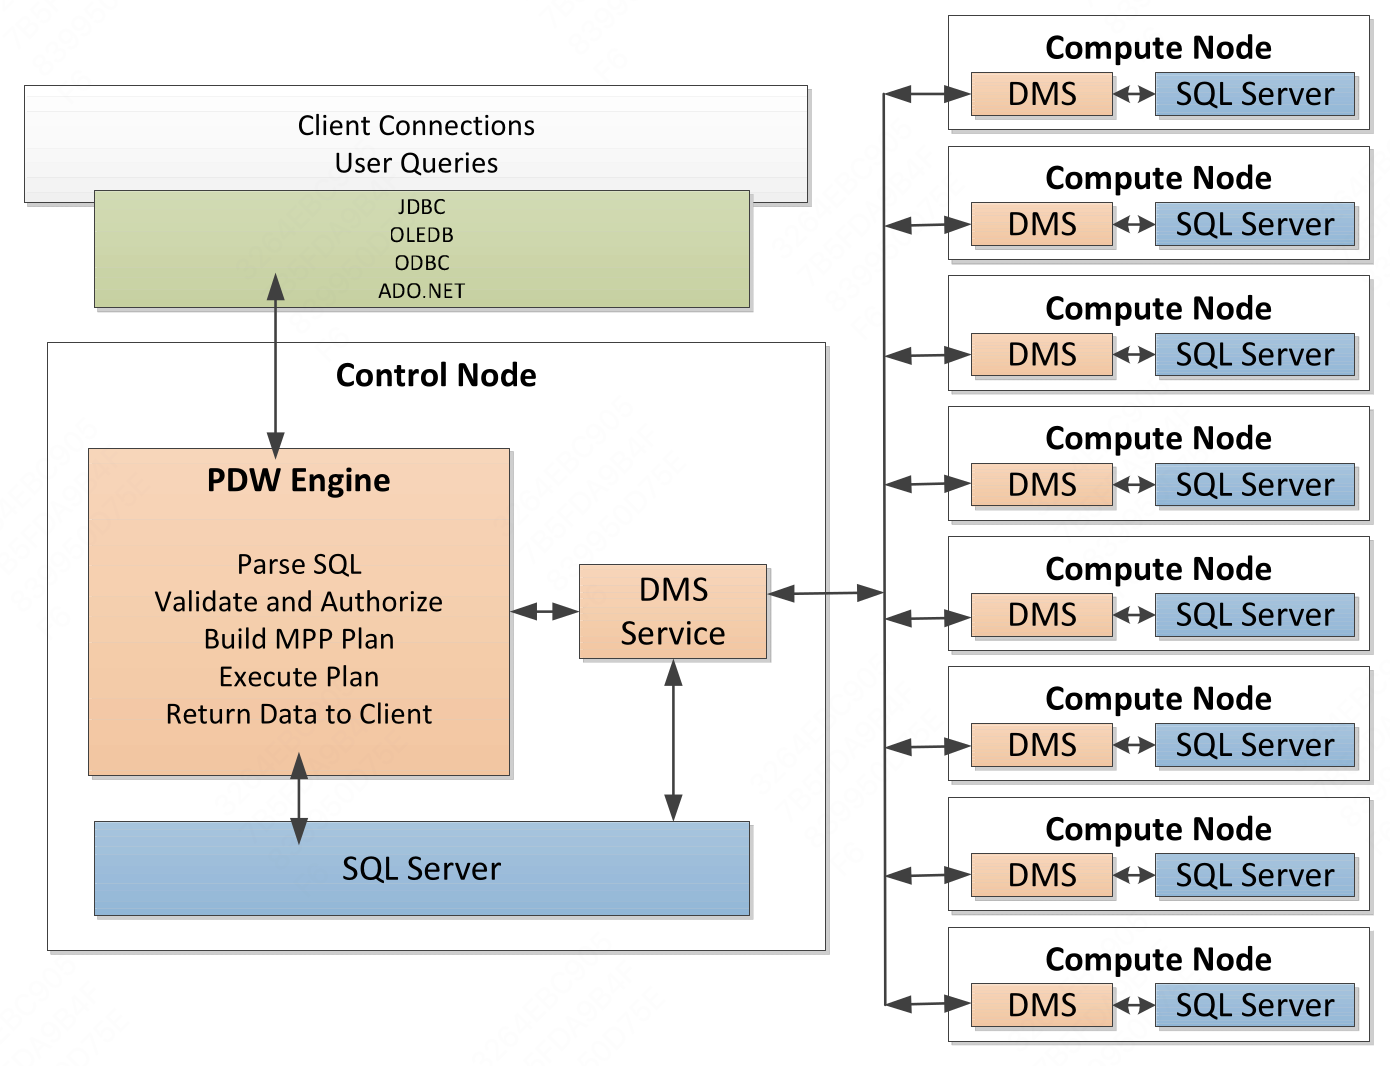 Client Connections
User Queries
JDBC
OLEDB
ODBC
ADO.NET
Control Node
PDW Engine
Parse SQL
Validate and Authorize
Build MPP Plan
Execute Plan
Return Data to Client
DMS
Service
SQL Server
Compute Node
DMS SQL Server
Compute Node
DMS SQL Server
Compute Node
DMS SQL Server
Compute Node
DMS SQL Server
Compute Node
DMS SQL Server
Compute Node
DMS SQL Server
Compute Node
DMS SQL Server
Compute Node
DMS SQL Server